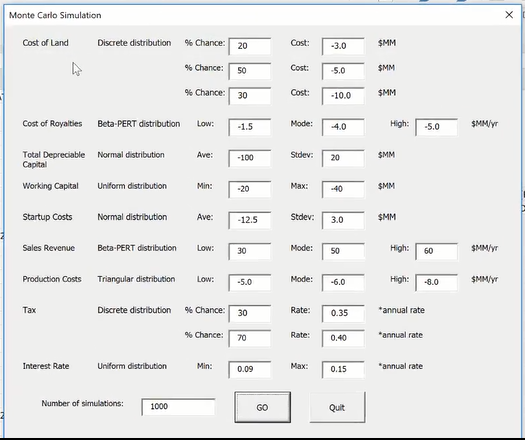 Monte Carlo Simulation
Cost of Land Discrete distribution % Chance: 20 Cost: -3.0 $MM
% Chance: 50 Cost: -5.0 $MM
% Chance: 30 Cost: -10.0 $MM
Cost of Royalties Beta-PERT distribution Low: -1.5 Mode: -4.0 High: -5.0 $MM/yr
Total Depreciable Capital Normal distribution Ave: -100 Stdev: 20 $MM
Working Capital Uniform distribution Min: -20 Max: -40 $MM
Startup Costs Normal distribution Ave: -12.5 Stdev: 3.0 $MM
Sales Revenue Beta-PERT distribution Low: 30 Mode: 50 High: 60 $MM/yr
Production Costs Triangular distribution Low: -5.0 Mode: -6.0 High: -8.0 $MM/yr
Tax Discrete distribution % Chance: 30 Rate: 0.35 *annual rate
% Chance: 70 Rate: 0.40 *annual rate
Interest Rate Uniform distribution Min: 0.09 Max: 0.15 *annual rate
Number of simulations: 1000 GO Quit